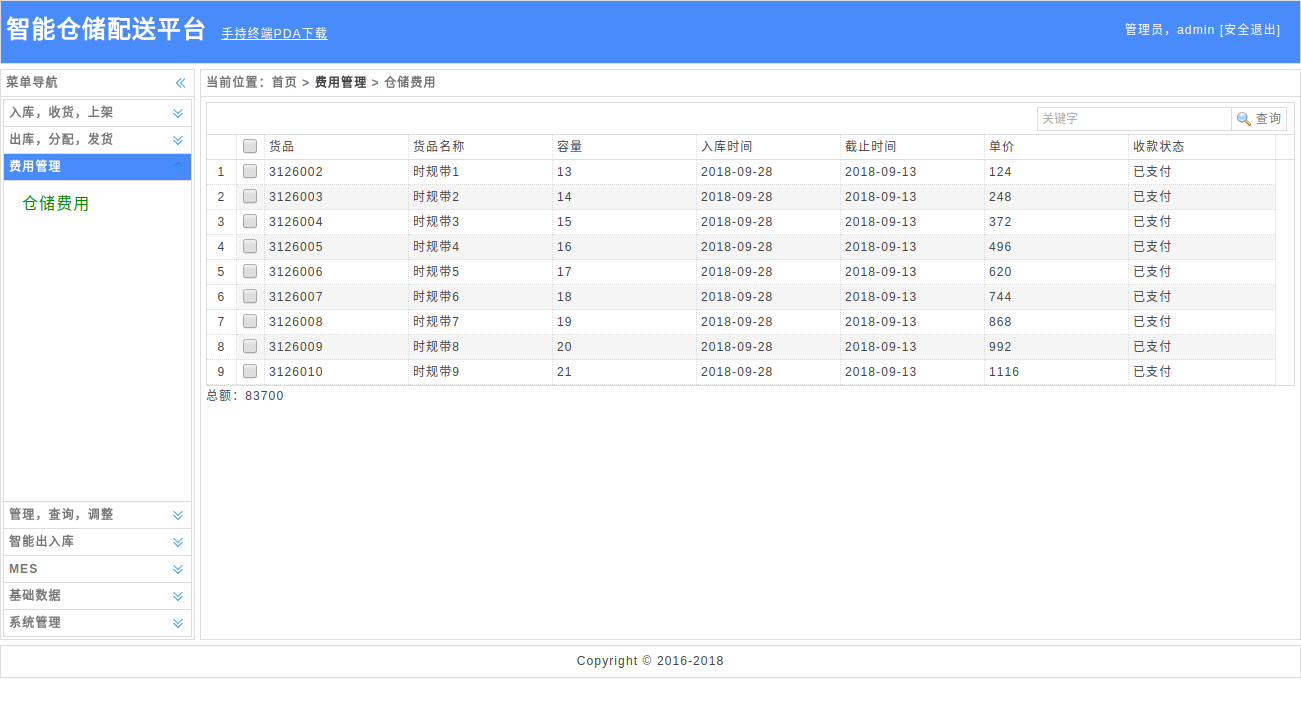 智能仓储配送平台 手持终端PDA下载 管理员，admin [安全退出]
菜单导航
入库，收货，上架
出库，分配，发货
费用管理
仓储费用
管理，查询，调整
智能出入库
MES
基础数据
系统管理
当前位置：首页 > 费用管理 > 仓储费用
关键字 查询
货品 货品名称 容量 入库时间 截止时间 单价 收款状态
1 3126002 时规带1 13 2018-09-28 2018-09-13 124 已支付
2 3126003 时规带2 14 2018-09-28 2018-09-13 248 已支付
3 3126004 时规带3 15 2018-09-28 2018-09-13 372 已支付
4 3126005 时规带4 16 2018-09-28 2018-09-13 496 已支付
5 3126006 时规带5 17 2018-09-28 2018-09-13 620 已支付
6 3126007 时规带6 18 2018-09-28 2018-09-13 744 已支付
7 3126008 时规带7 19 2018-09-28 2018-09-13 868 已支付
8 3126009 时规带8 20 2018-09-28 2018-09-13 992 已支付
9 3126010 时规带9 21 2018-09-28 2018-09-13 1116 已支付
总额：83700
Copyright © 2016-2018